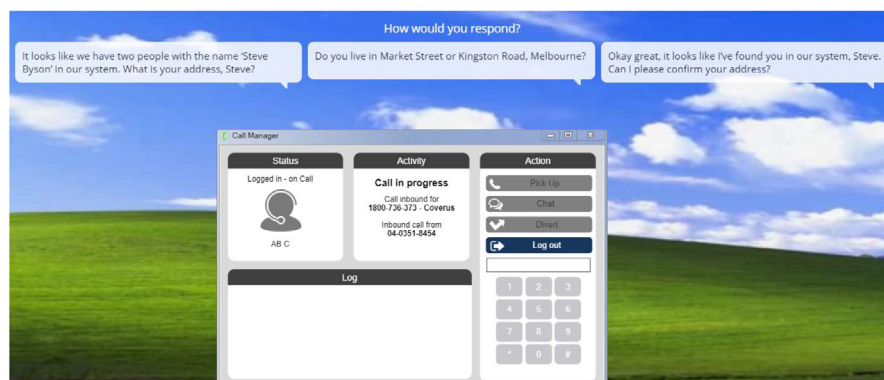 How would you respond?
It looks like we have two people with the name ‘Steve
Byson’ in our system. What is your address, Steve?
Do you live in Market Street or Kingston Road, Melbourne?
Okay great, it looks like I’ve found you in our system, Steve.
Can I please confirm your address?
Call Manager
Status
Logged in - on Call
AB C
Activity
Call in progress
Call inbound for
1800-736-373 - Coverus
Inbound call from
04-0351-8454
Action
Pick Up
Chat
Divert
Log out
Log
1 2 3
4 5 6
7 8 9
* 0 #